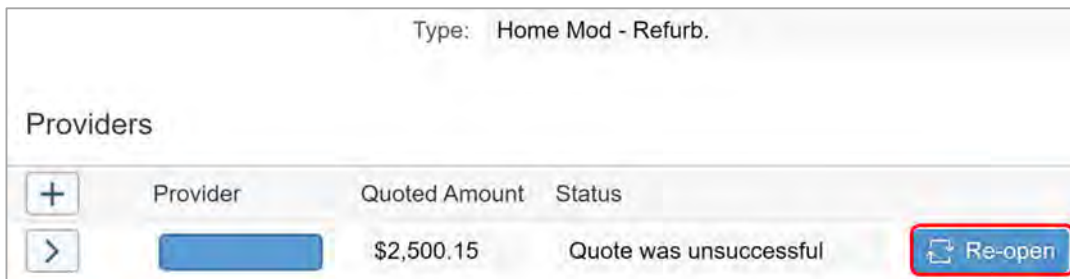 Type: Home Mod - Refurb.
Providers
+ Provider Quoted Amount Status
> $2,500.15 Quote was unsuccessful Re-open